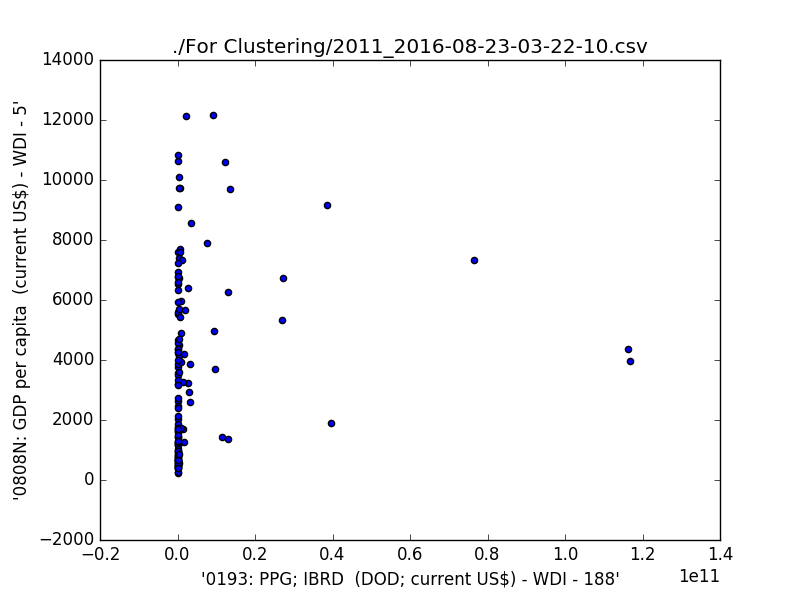 ./For Clustering/2011_2016-08-23-03-22-10.csv
14000
12000
10000
8000
6000
4000
2000
0
−2000
'0808N: GDP per capita  (current US$) - WDI - 5'
−0.2 0.0 0.2 0.4 0.6 0.8 1.0 1.2 1.4
1e11
'0193: PPG; IBRD  (DOD; current US$) - WDI - 188'